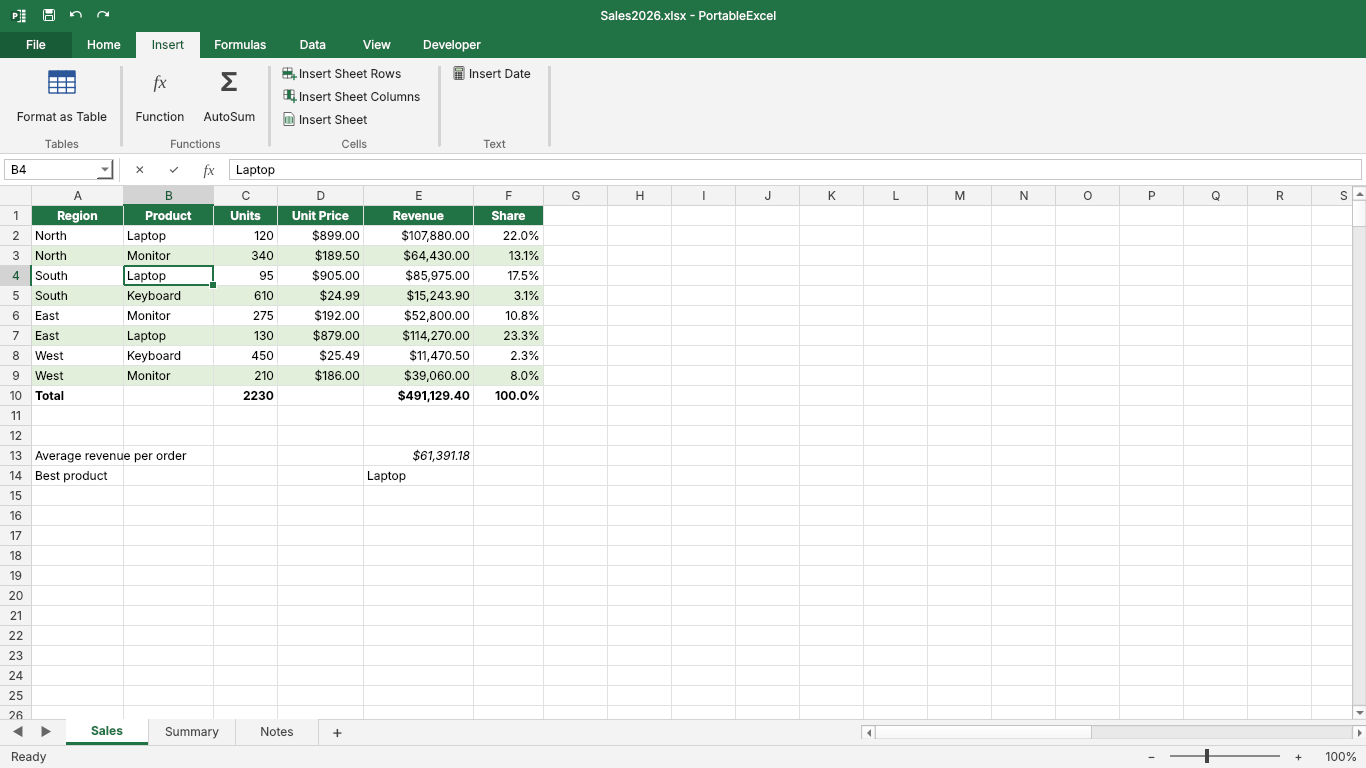 Sales2026.xlsx - PortableExcel
File Home Insert Formulas Data View Developer
Format as Table
Tables
fx Function
Σ AutoSum
Functions
Insert Sheet Rows
Insert Sheet Columns
Insert Sheet
Cells
Insert Date
Text
B4 fx Laptop
A B C D E F G H I J K L M N O P Q R S
1 Region Product Units Unit Price Revenue Share
2 North Laptop 120 $899.00 $107,880.00 22.0%
3 North Monitor 340 $189.50 $64,430.00 13.1%
4 South Laptop 95 $905.00 $85,975.00 17.5%
5 South Keyboard 610 $24.99 $15,243.90 3.1%
6 East Monitor 275 $192.00 $52,800.00 10.8%
7 East Laptop 130 $879.00 $114,270.00 23.3%
8 West Keyboard 450 $25.49 $11,470.50 2.3%
9 West Monitor 210 $186.00 $39,060.00 8.0%
10 Total 2230 $491,129.40 100.0%
11
12
13 Average revenue per order $61,391.18
14 Best product Laptop
15
16
17
18
19
20
21
22
23
24
25
26
Sales Summary Notes +
Ready − + 100%